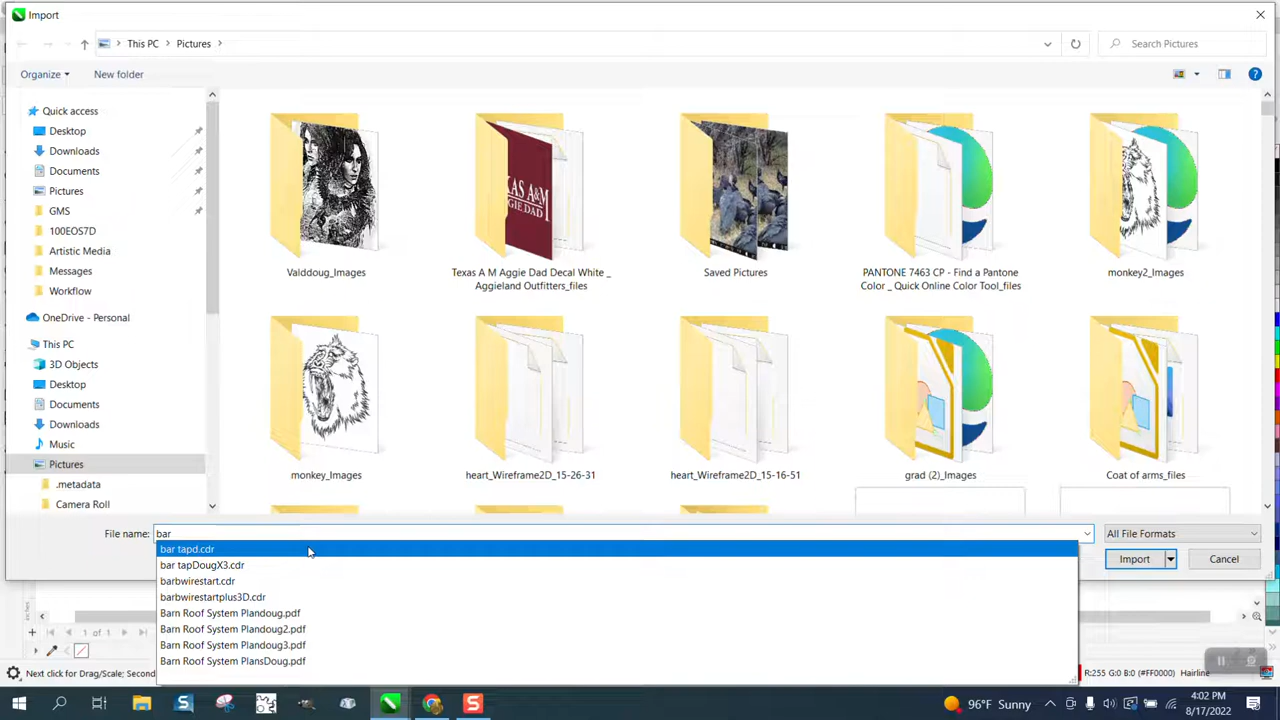 Import
This PC
Pictures
Search Pictures
Organize
New folder
Quick access
Desktop
Downloads
Documents
Pictures
GMS
100EOS7D
Artistic Media
Messages
Workflow
OneDrive - Personal
This PC
3D Objects
Desktop
Documents
Downloads
Music
Pictures
.metadata
Camera Roll
TEXAS A&M
AGGIE DAD
Valddoug_Images
Texas A M Aggie Dad Decal White _
Aggieland Outfitters_files
Saved Pictures
PANTONE 7463 CP - Find a Pantone
Color _ Quick Online Color Tool_files
monkey2_Images
monkey_Images
heart_Wireframe2D_15-26-31
heart_Wireframe2D_15-16-51
grad (2)_Images
Coat of arms_files
File name:
bar
All File Formats
Import
Cancel
bar tapd.cdr
bar tapDougX3.cdr
barbwirestart.cdr
barbwirestartplus3D.cdr
Barn Roof System Plandoug.pdf
Barn Roof System Plandoug2.pdf
Barn Roof System Plandoug3.pdf
Barn Roof System PlansDoug.pdf
1 of 1
Next click for Drag/Scale; Second
R:255 G:0 B:0 (#FF0000)
Hairline
96°F Sunny
4:02 PM
8/17/2022